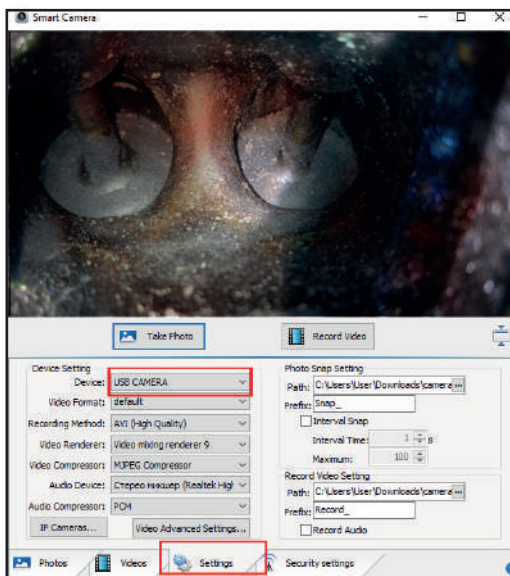 Smart Camera
Take Photo
Record Video
Device Setting
Device: USB CAMERA
Video Format: default
Recording Method: AVI (High Quality)
Video Renderer: Video mixing renderer 9
Video Compressor: MJPEG Compressor
Audio Device: Стерео микшер (Realtek High
Audio Compressor: PCM
IP Cameras...
Video Advanced Settings...
Photo Snap Setting
Path: C:\Users\User\Downloads\camera ...
Prefix: Snap_
Interval Snap
Interval Time: 1 s
Maximum: 100
Record Video Setting
Path: C:\Users\User\Downloads\camera ...
Prefix: Record_
Record Audio
Photos
Videos
Settings
Security settings